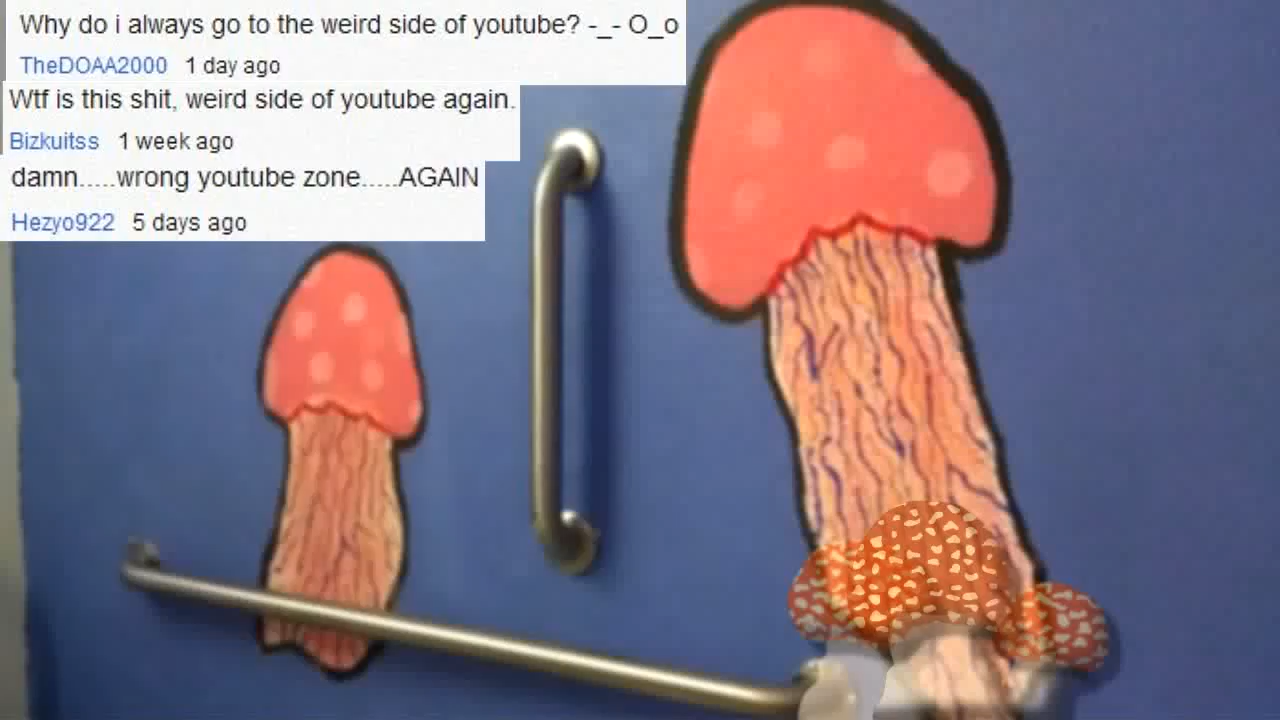 Why do i always go to the weird side of youtube? -_- O_o
TheDOAA2000 1 day ago
Wtf is this shit, weird side of youtube again.
Bizkuitss 1 week ago
damn.....wrong youtube zone.....AGAIN
Hezyo922 5 days ago